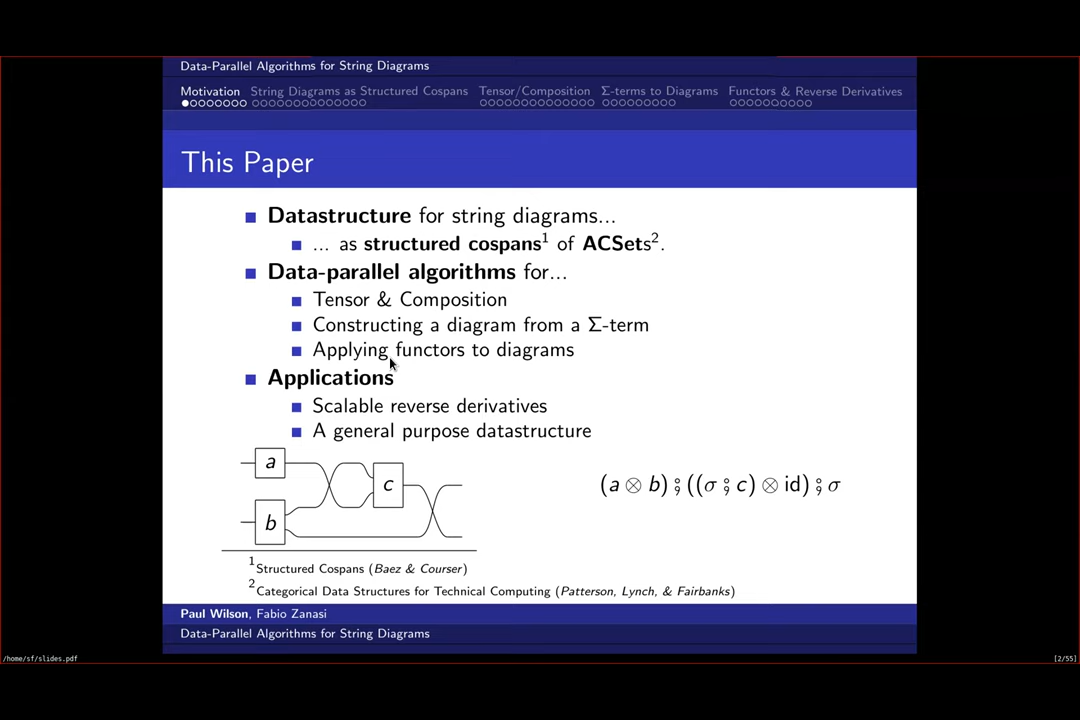 Data-Parallel Algorithms for String Diagrams
Motivation String Diagrams as Structured Cospans Tensor/Composition Σ-terms to Diagrams Functors & Reverse Derivatives
This Paper
Datastructure for string diagrams...
... as structured cospans¹ of ACSets².
Data-parallel algorithms for...
Tensor & Composition
Constructing a diagram from a Σ-term
Applying functors to diagrams
Applications
Scalable reverse derivatives
A general purpose datastructure
a
b
c
(a ⊗ b) ⨟ ((σ ⨟ c) ⊗ id) ⨟ σ
¹Structured Cospans (Baez & Courser)
²Categorical Data Structures for Technical Computing (Patterson, Lynch, & Fairbanks)
Paul Wilson, Fabio Zanasi
Data-Parallel Algorithms for String Diagrams
/home/sf/slides.pdf [2/55]